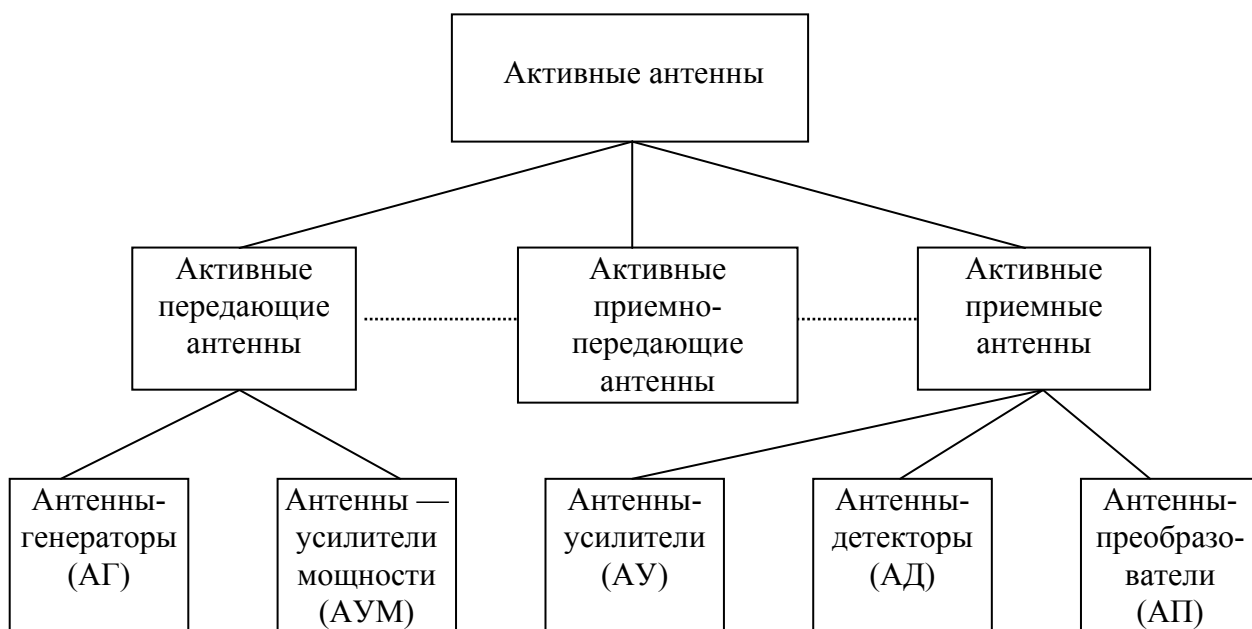 Активные антенны
Активные
передающие
антенны
Активные
приемно-
передающие
антенны
Активные
приемные
антенны
Антенны-
генераторы
(АГ)
Антенны —
усилители
мощности
(АУМ)
Антенны-
усилители
(АУ)
Антенны-
детекторы
(АД)
Антенны-
преобразо-
ватели
(АП)